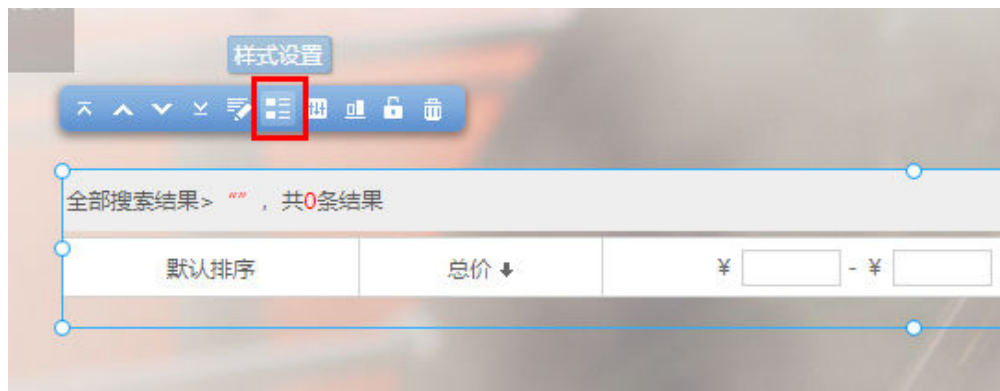 样式设置
全部搜索结果> “” ，共0条结果
默认排序 总价 ¥ - ¥